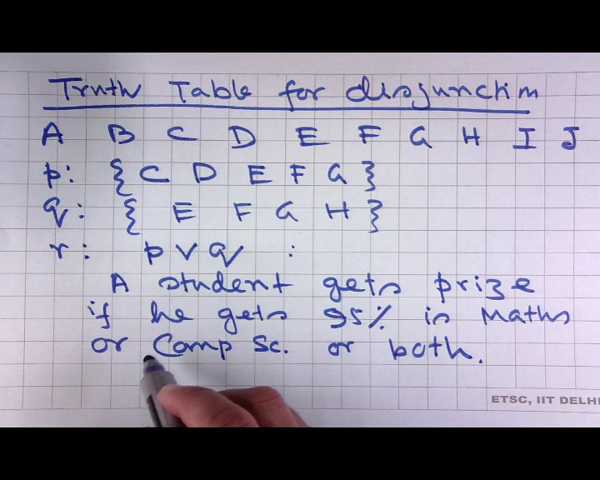 Truth Table for disjunction
A B C D E F G H I J
p: { C D E F G }
q: { E F G H }
r: p ∨ q :
A student gets prize
if he gets 95% in Maths
or Comp Sc. or both.
ETSC, IIT DELHI